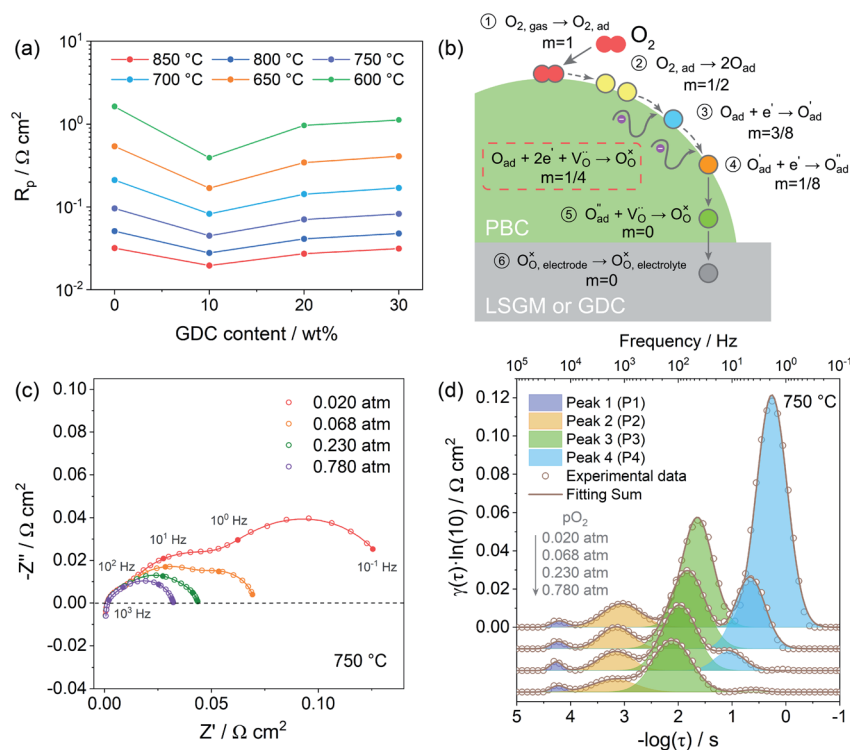 (a)
10¹
10⁰
10⁻¹
10⁻²
Rₚ / Ω cm²
850 °C 800 °C 750 °C
700 °C 650 °C 600 °C
0 10 20 30
GDC content / wt%
(b)
① O₂, gas → O₂, ad
m=1
O₂
② O₂, ad → 2Oad
m=1/2
③ Oad + e' → O'ad
m=3/8
Oad + 2e' + V··O → O×O
m=1/4
④ O'ad + e' → O''ad
m=1/8
⑤ O''ad + V··O → O×O
m=0
PBC
⑥ O×O, electrode → O×O, electrolyte
m=0
LSGM or GDC
(c)
0.10
0.08
0.06
0.04
0.02
0.00
-0.02
-0.04
-Z'' / Ω cm²
0.020 atm
0.068 atm
0.230 atm
0.780 atm
10⁰ Hz
10¹ Hz
10² Hz
10⁻¹ Hz
10³ Hz
750 °C
0.00 0.05 0.10
Z' / Ω cm²
(d)
Frequency / Hz
10⁵ 10⁴ 10³ 10² 10¹ 10⁰ 10⁻¹
0.12
0.10
0.08
0.06
0.04
0.02
0.00
γ(τ)·ln(10) / Ω cm²
750 °C
Peak 1 (P1)
Peak 2 (P2)
Peak 3 (P3)
Peak 4 (P4)
Experimental data
Fitting Sum
pO₂
0.020 atm
0.068 atm
0.230 atm
0.780 atm
5 4 3 2 1 0 -1
-log(τ) / s